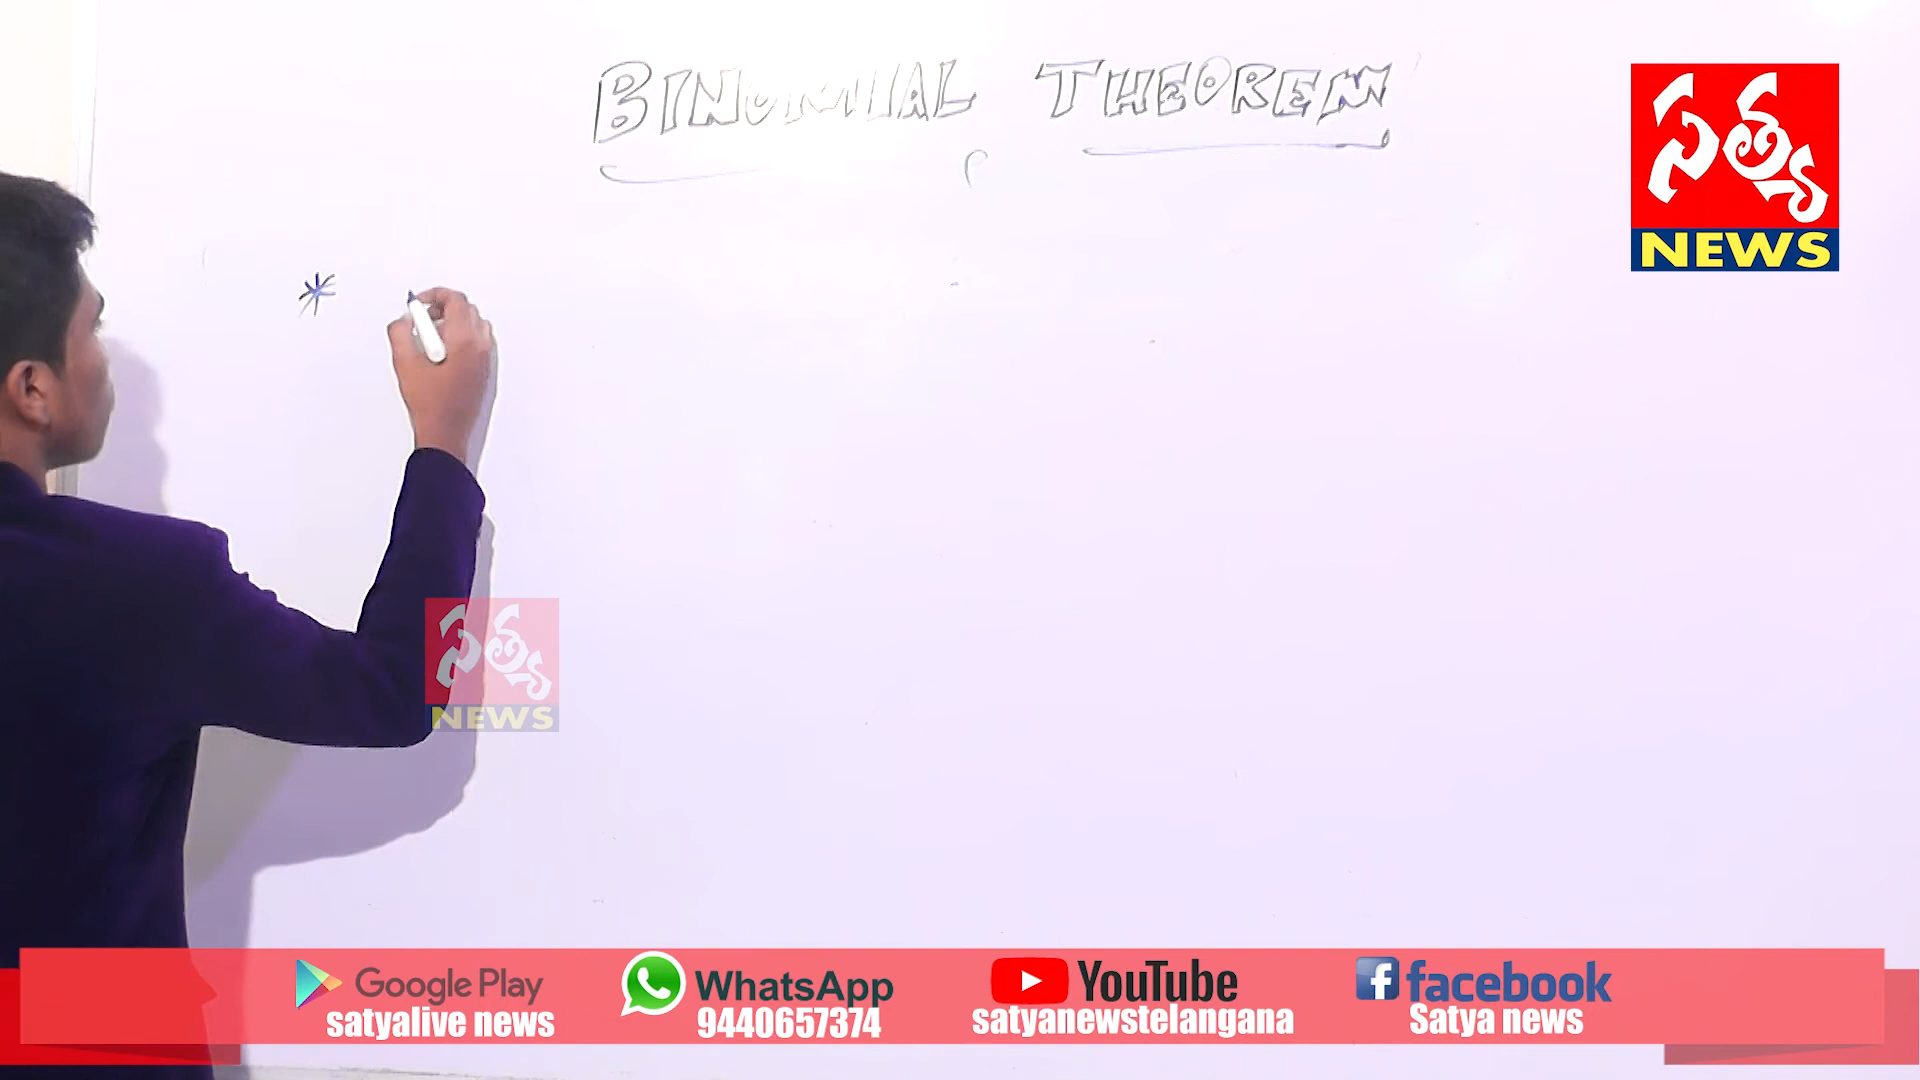 BINOMIAL THEOREM
*
సత్య
NEWS
సత్య
NEWS
Google Play
satyalive news
WhatsApp
9440657374
YouTube
satyanewstelangana
facebook
Satya news